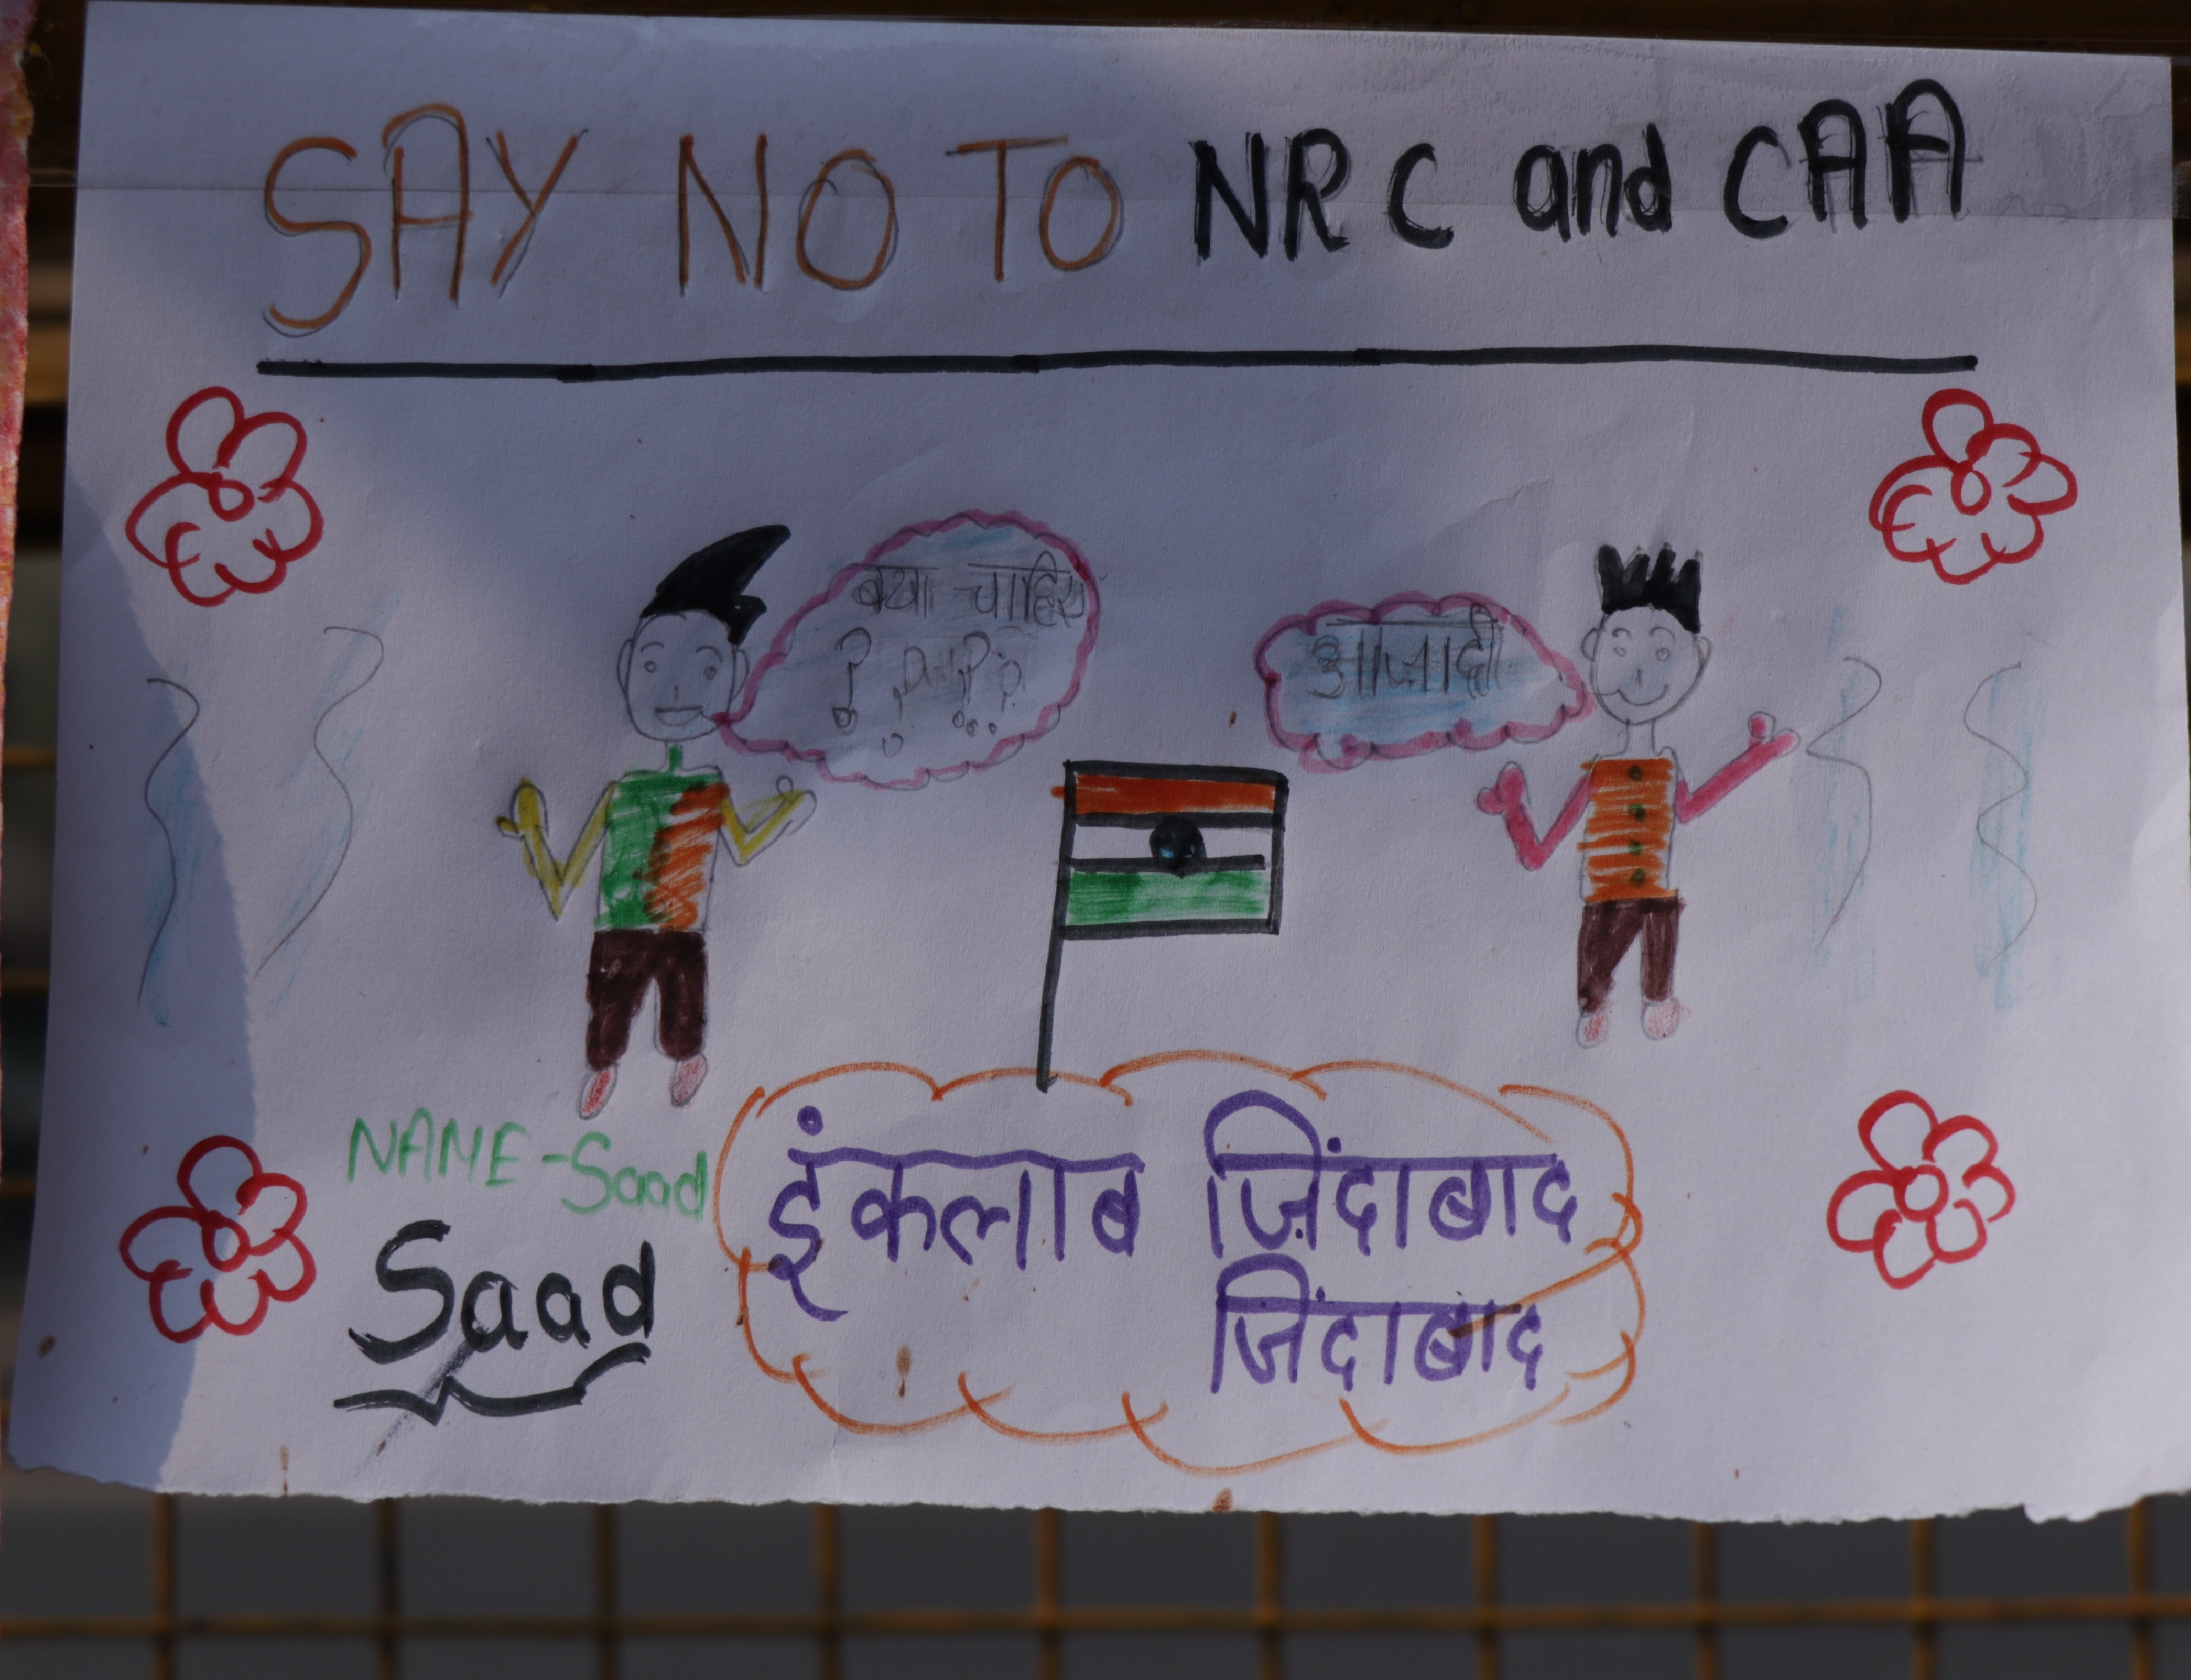 SAY NO TO NRC and CAA
क्या चाहिए
? ? ? ?
आज़ादी
NAME-Saad
Saad
इंकलाब ज़िंदाबाद
जिंदाबाद